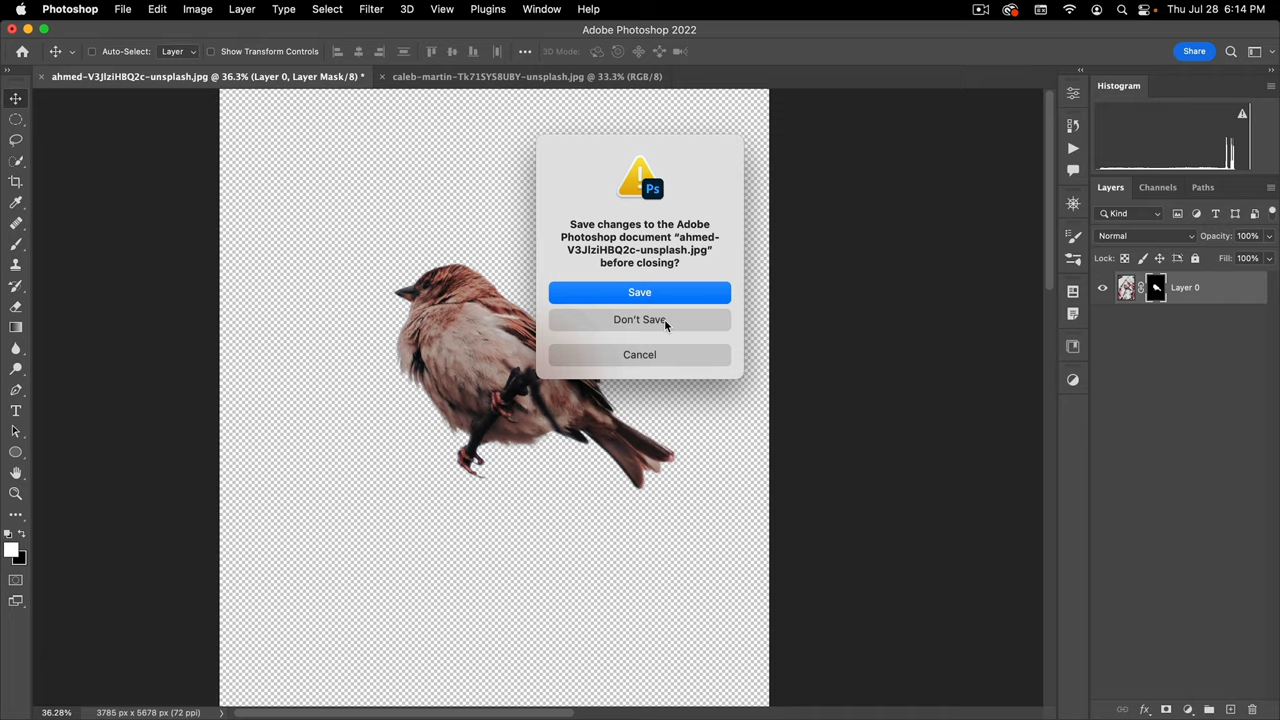 Photoshop File Edit Image Layer Type Select Filter 3D View Plugins Window Help Thu Jul 28 6:14 PM
Adobe Photoshop 2022
Auto-Select: Layer Show Transform Controls 3D Mode: Share
ahmed-V3JlziHBQ2c-unsplash.jpg @ 36.3% (Layer 0, Layer Mask/8) * caleb-martin-Tk71SYS8UBY-unsplash.jpg @ 33.3% (RGB/8)
Histogram
Ps
Save changes to the Adobe
Photoshop document “ahmed-
V3JlziHBQ2c-unsplash.jpg”
before closing?
Save
Don't Save
Cancel
Layers Channels Paths
Kind
Normal Opacity: 100%
Lock: Fill: 100%
Layer 0
36.28% 3785 px x 5678 px (72 ppi)